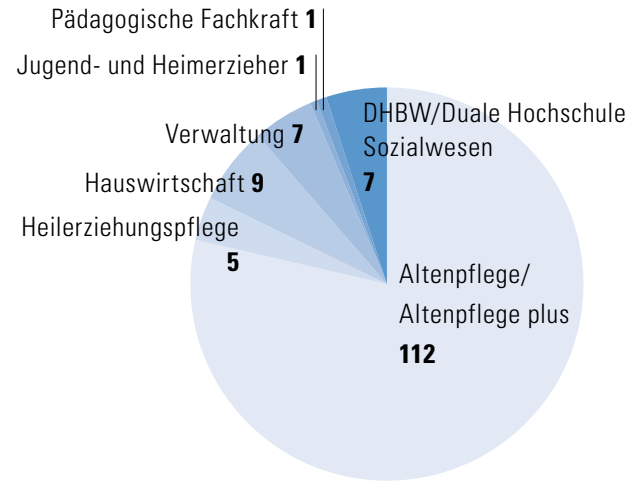 Pädagogische Fachkraft 1
Jugend- und Heimerzieher 1
DHBW/Duale Hochschule
Sozialwesen
7
Verwaltung 7
Hauswirtschaft 9
Heilerziehungspflege
5
Altenpflege/
Altenpflege plus
112